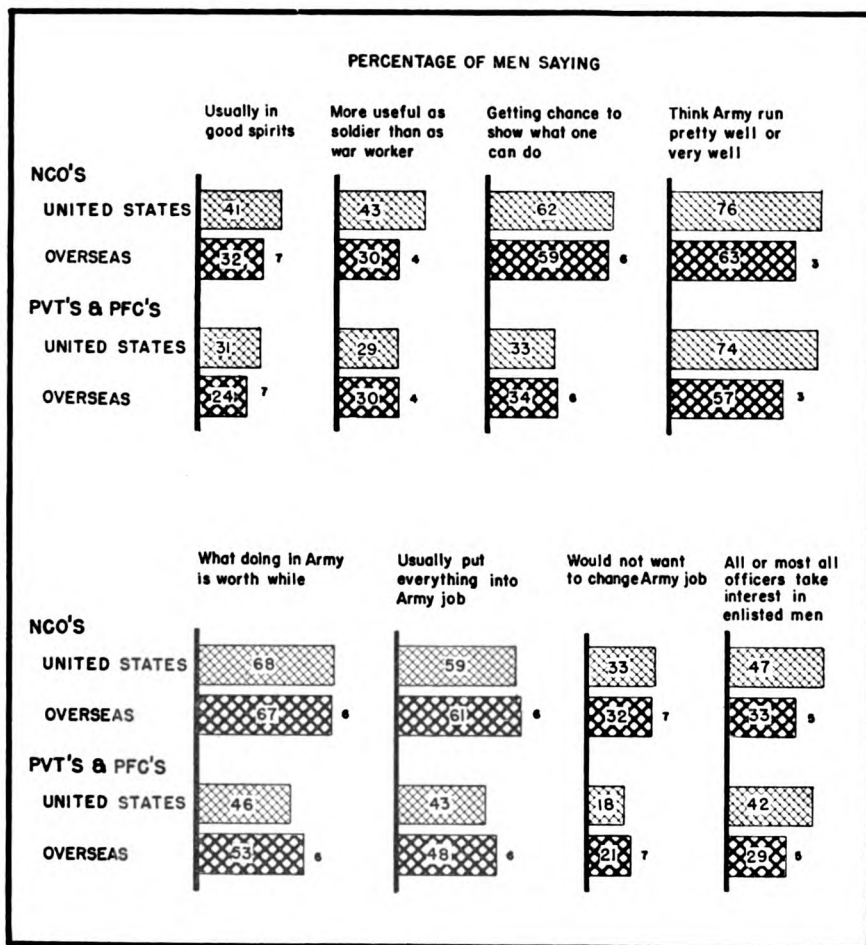 PERCENTAGE OF MEN SAYING
Usually in
good spirits
More useful as
soldier than as
war worker
Getting chance to
show what one
can do
Think Army run
pretty well or
very well
NCO'S
UNITED STATES 41 43 62 76
OVERSEAS 32 7 30 4 59 6 63 3
PVT'S & PFC'S
UNITED STATES 31 29 33 74
OVERSEAS 24 7 30 4 34 6 57 3
What doing in Army
is worth while
Usually put
everything into
Army job
Would not want
to change Army job
All or most all
officers take
interest in
enlisted men
NCO'S
UNITED STATES 68 59 33 47
OVERSEAS 67 6 61 6 32 7 33 5
PVT'S & PFC'S
UNITED STATES 46 43 18 42
OVERSEAS 53 6 48 6 21 7 29 5